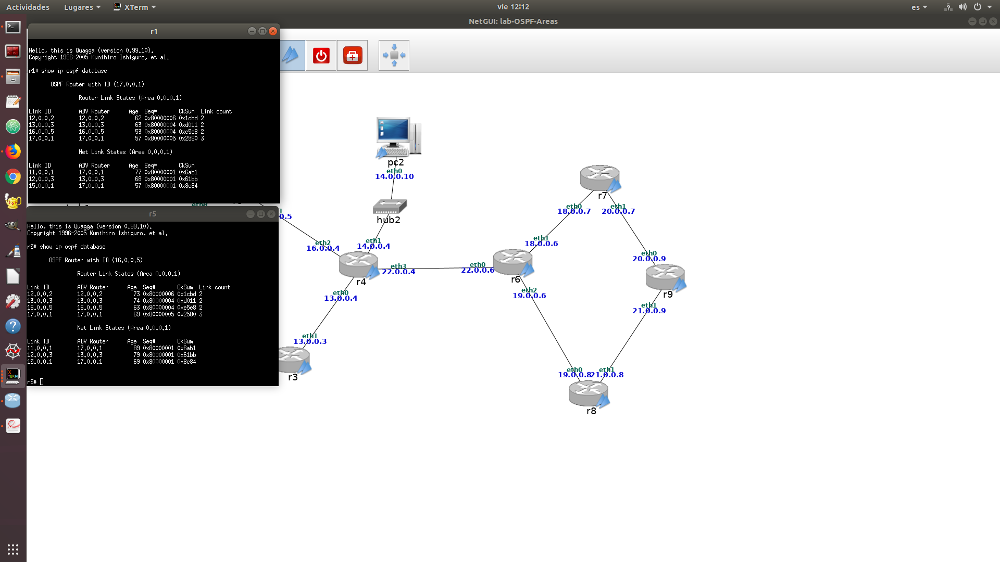 Actividades Lugares XTerm vie 12:12 es
NetGUI: lab-OSPF-Areas
r1
Hello, this is Quagga (version 0.99.10).
Copyright 1996-2005 Kunihiro Ishiguro, et al.
r1# show ip ospf database
OSPF Router with ID (17.0.0.1)
Router Link States (Area 0.0.0.1)
Link ID ADV Router Age Seq# CkSum Link count
12.0.0.2 12.0.0.2 62 0x80000006 0x1cbd 2
13.0.0.3 13.0.0.3 63 0x80000004 0xd011 2
16.0.0.5 16.0.0.5 53 0x80000004 0xe5e8 2
17.0.0.1 17.0.0.1 57 0x80000005 0x2580 3
Net Link States (Area 0.0.0.1)
Link ID ADV Router Age Seq# CkSum
11.0.0.1 17.0.0.1 77 0x80000001 0x6ab1
12.0.0.3 13.0.0.3 68 0x80000001 0x61bb
15.0.0.1 17.0.0.1 57 0x80000001 0x8c84
r5
Hello, this is Quagga (version 0.99.10).
Copyright 1996-2005 Kunihiro Ishiguro, et al.
r5# show ip ospf database
OSPF Router with ID (16.0.0.5)
Router Link States (Area 0.0.0.1)
Link ID ADV Router Age Seq# CkSum Link count
12.0.0.2 12.0.0.2 73 0x80000006 0x1cbd 2
13.0.0.3 13.0.0.3 74 0x80000004 0xd011 2
16.0.0.5 16.0.0.5 63 0x80000004 0xe5e8 2
17.0.0.1 17.0.0.1 69 0x80000005 0x2580 3
Net Link States (Area 0.0.0.1)
Link ID ADV Router Age Seq# CkSum
11.0.0.1 17.0.0.1 89 0x80000001 0x6ab1
12.0.0.3 13.0.0.3 79 0x80000001 0x61bb
15.0.0.1 17.0.0.1 69 0x80000001 0x8c84
r5#
pc2
eth0
14.0.0.10
hub2
0.5
eth2
16.0.0.4
eth1
14.0.0.4
r4
eth3
22.0.0.4
eth0
13.0.0.4
eth1
13.0.0.3
r3
eth0
22.0.0.6
r6
eth1
18.0.0.6
eth2
19.0.0.6
r7
eth0
18.0.0.7
eth1
20.0.0.7
eth0
20.0.0.9
r9
eth1
21.0.0.9
eth0
19.0.0.8
eth1
21.0.0.8
r8